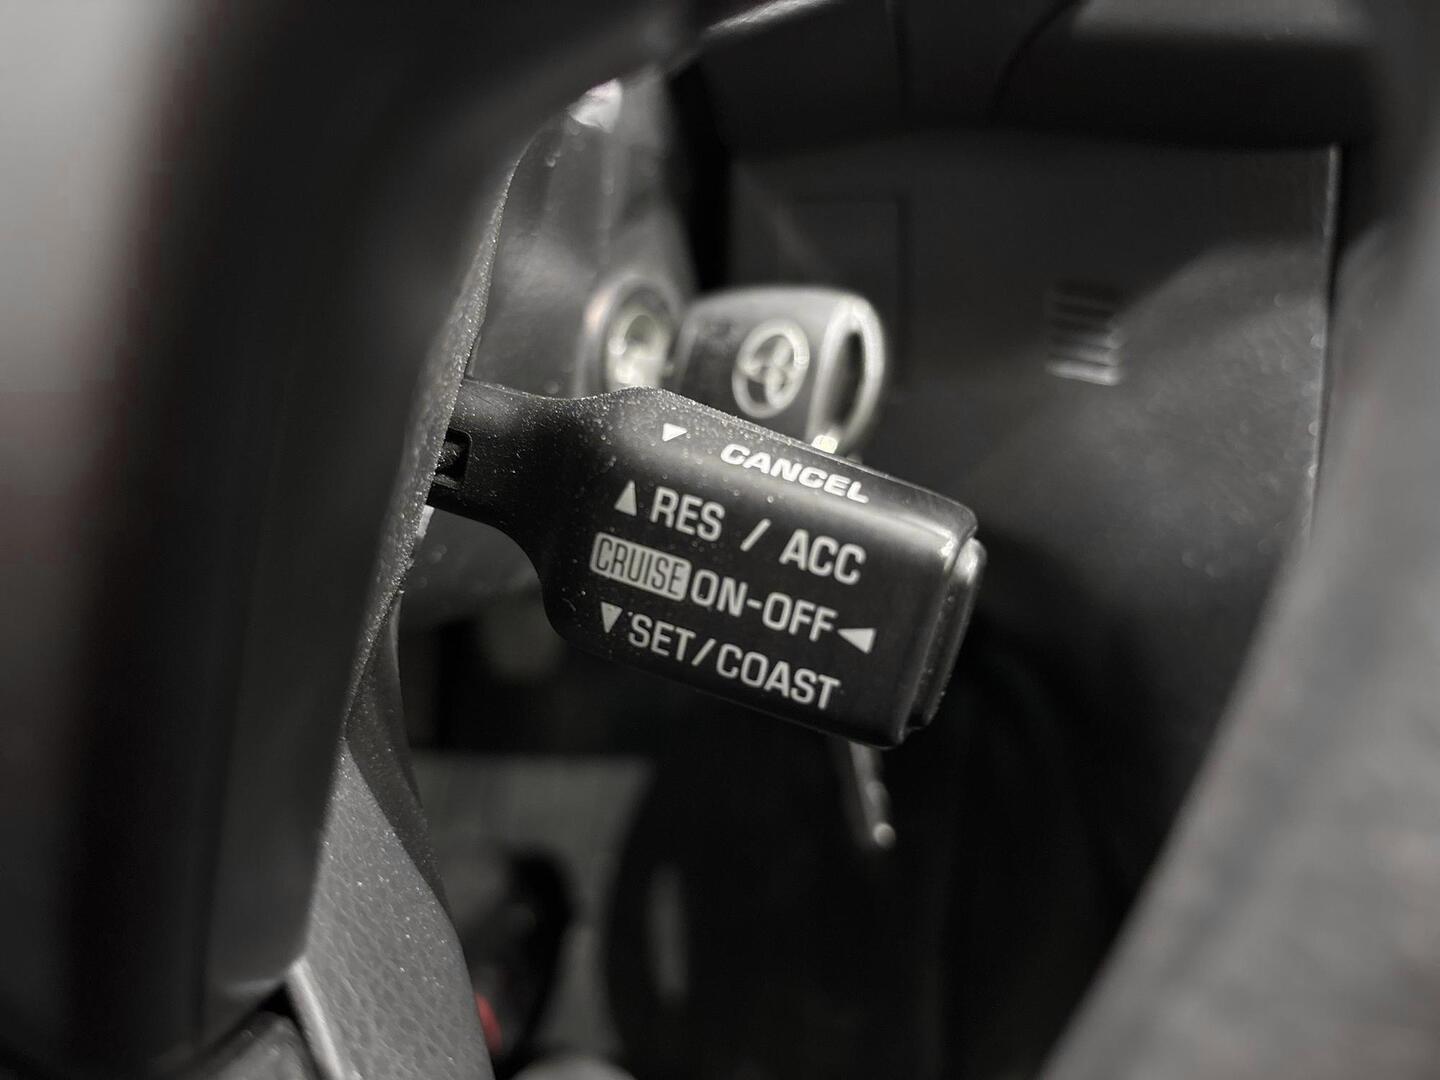 CANCEL
RES / ACC
CRUISE ON-OFF
SET/COAST